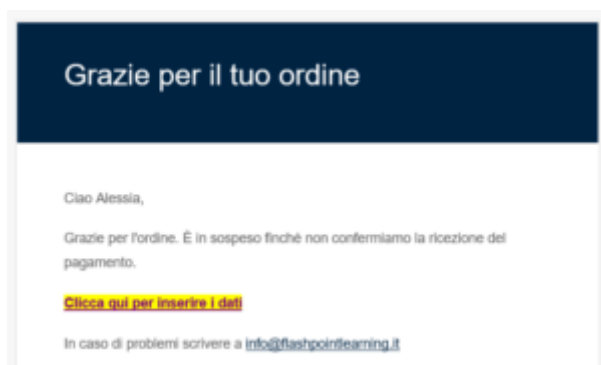 Grazie per il tuo ordine
Ciao Alessia,
Grazie per l'ordine. È in sospeso finché non confermiamo la ricezione del
pagamento.
Clicca qui per inserire i dati
In caso di problemi scrivere a info@flashpointlearning.it